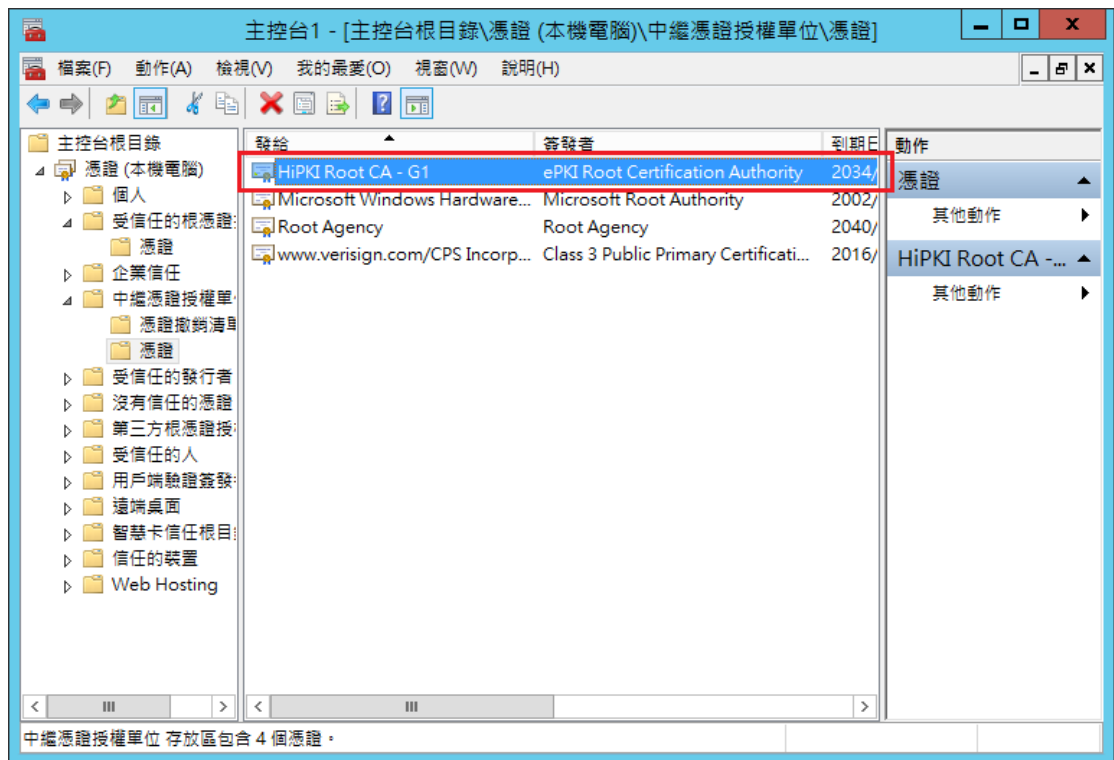 主控台1 - [主控台根目錄\憑證 (本機電腦)\中繼憑證授權單位\憑證]
檔案(F) 動作(A) 檢視(V) 我的最愛(O) 視窗(W) 說明(H)
主控台根目錄
憑證 (本機電腦)
個人
受信任的根憑證
憑證
企業信任
中繼憑證授權單
憑證撤銷清單
憑證
受信任的發行者
沒有信任的憑證
第三方根憑證授
受信任的人
用戶端驗證簽發
遠端桌面
智慧卡信任根目
信任的裝置
Web Hosting
發給 簽發者 到期日
HiPKI Root CA - G1 ePKI Root Certification Authority 2034/
Microsoft Windows Hardware... Microsoft Root Authority 2002/
Root Agency Root Agency 2040/
www.verisign.com/CPS Incorp... Class 3 Public Primary Certificati... 2016/
動作
憑證
其他動作
HiPKI Root CA -...
其他動作
中繼憑證授權單位 存放區包含 4 個憑證。